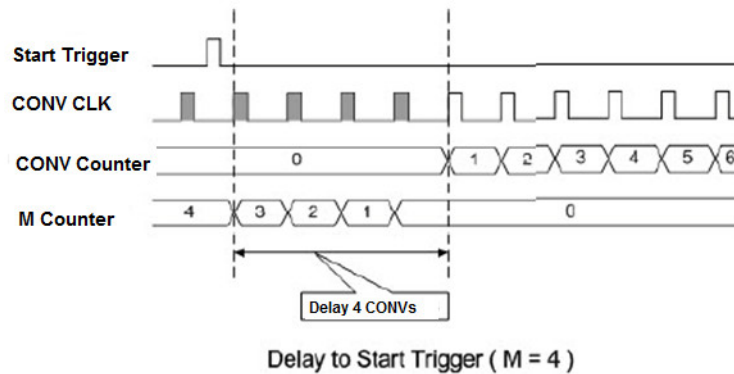 Start Trigger
CONV CLK
CONV Counter 0 1 2 3 4 5 6
M Counter 4 3 2 1 0
Delay 4 CONVs
Delay to Start Trigger ( M = 4 )